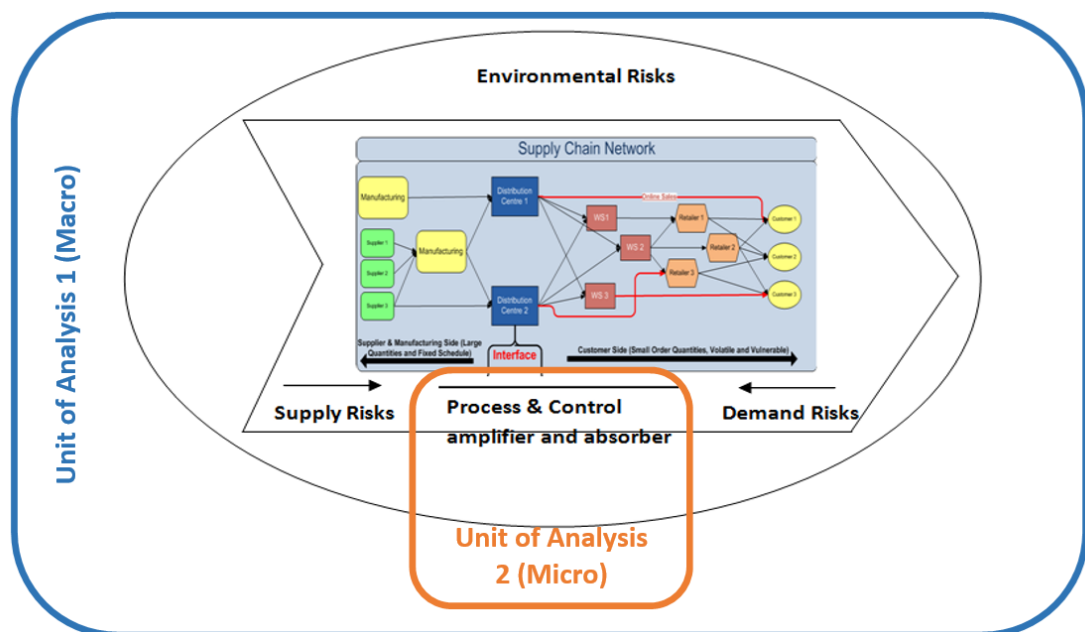 Environmental Risks
Unit of Analysis 1 (Macro)
Supply Chain Network
Manufacturing
Distribution
Centre 1
Online Sales
WS1
Retailer 1
Customer 1
Supplier 1
Manufacturing
WS 2
Retailer 2
Supplier 2
Customer 2
Retailer 3
Supplier 3
Distribution
Centre 2
WS 3
Customer 3
Supplier & Manufacturing Side (Large
Quantities and Fixed Schedule)
Interface
Customer Side (Small Order Quantities, Volatile and Vulnerable)
Supply Risks
Process & Control
amplifier and absorber
Demand Risks
Unit of Analysis
2 (Micro)